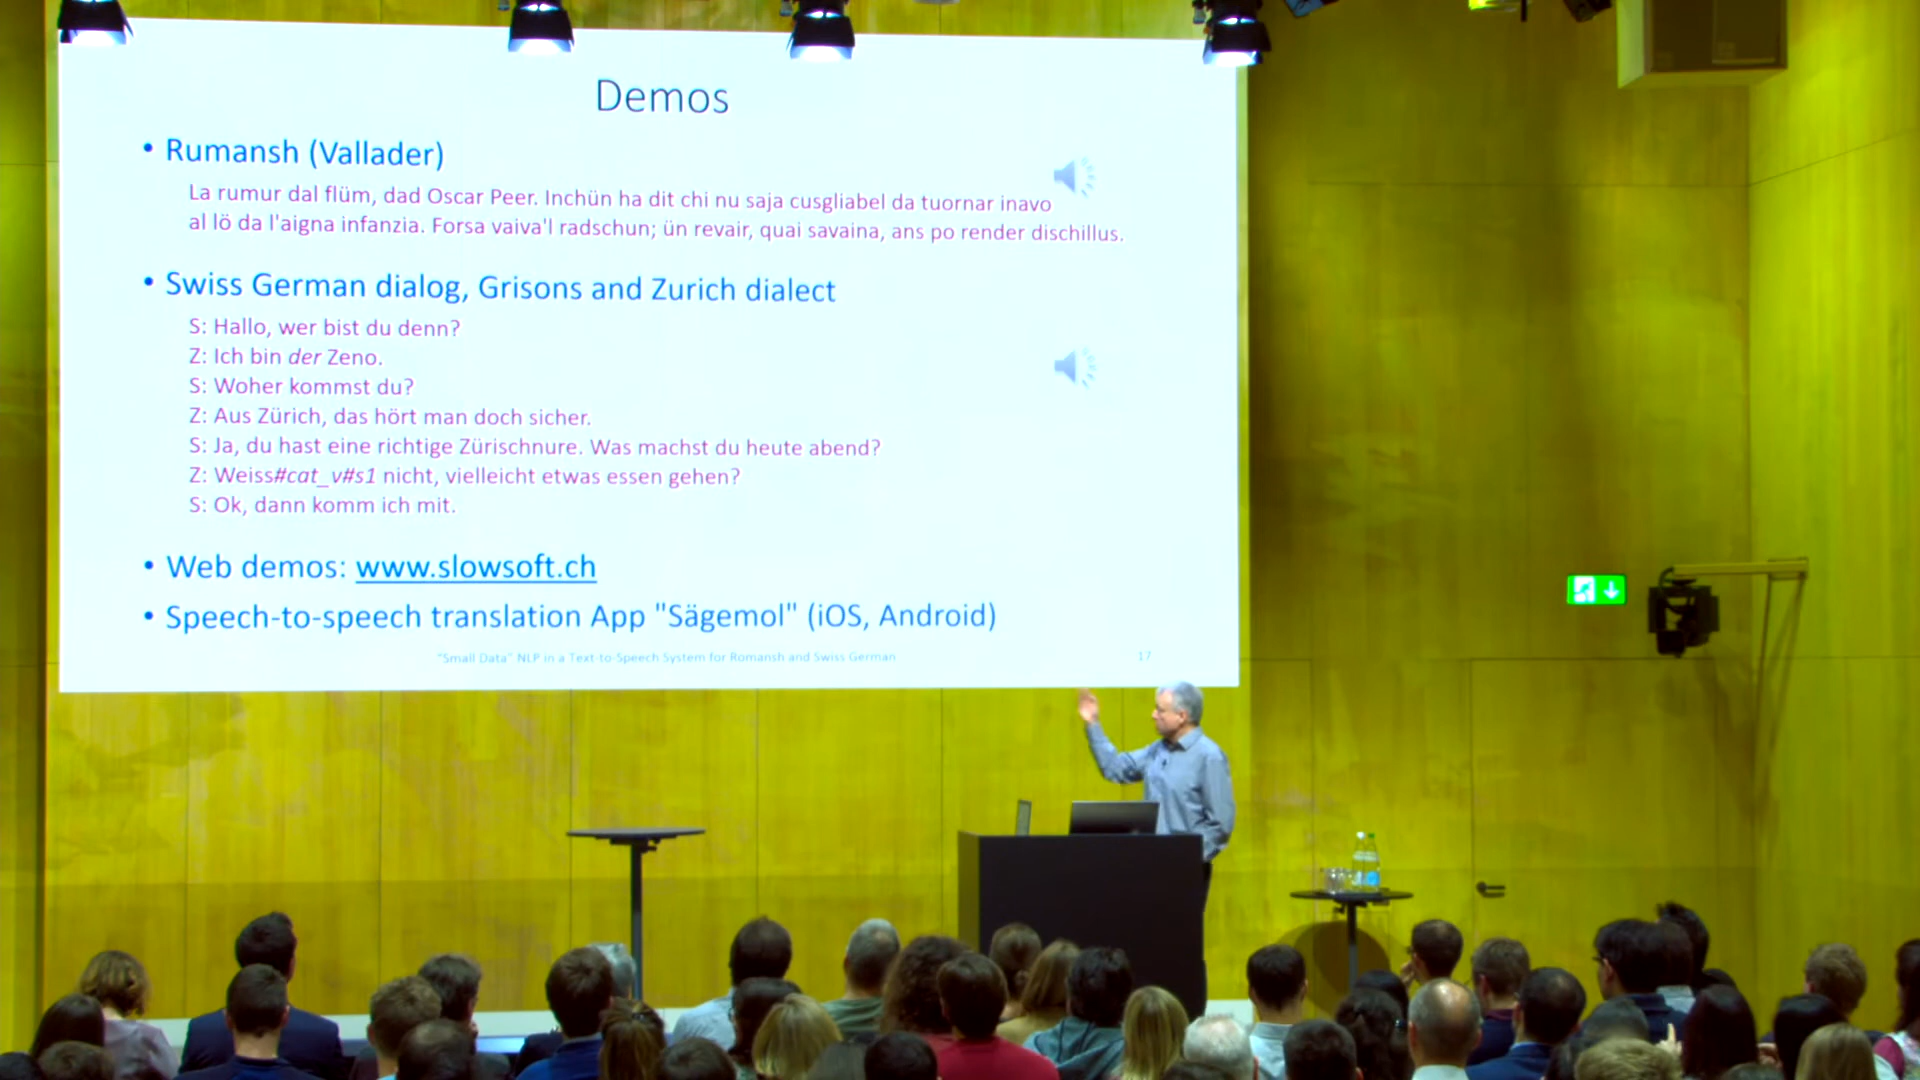 Demos
• Rumansh (Vallader)
La rumur dal flüm, dad Oscar Peer. Inchün ha dit chi nu saja cusgliabel da tuornar inavo
al lö da l'aigna infanzia. Forsa vaiva'l radschun; ün revair, quai savaina, ans po render dischillus.
• Swiss German dialog, Grisons and Zurich dialect
S: Hallo, wer bist du denn?
Z: Ich bin der Zeno.
S: Woher kommst du?
Z: Aus Zürich, das hört man doch sicher.
S: Ja, du hast eine richtige Zürischnure. Was machst du heute abend?
Z: Weiss#cat_v#s1 nicht, vielleicht etwas essen gehen?
S: Ok, dann komm ich mit.
• Web demos: www.slowsoft.ch
• Speech-to-speech translation App "Sägemol" (iOS, Android)
"Small Data" NLP in a Text-to-Speech System for Romansh and Swiss German
17